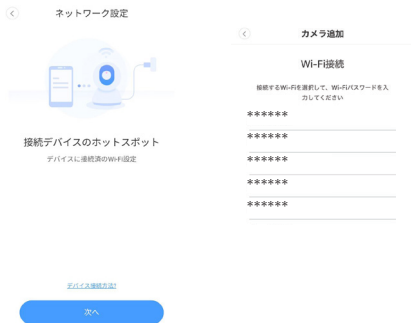 ネットワーク設定
接続デバイスのホットスポット
デバイスに接続済のWi-Fi設定
デバイス接続方法?
次へ
カメラ追加
Wi-Fi接続
接続するWi-Fiを選択して、Wi-Fiパスワードを入
力してください
******
******
******
******
******